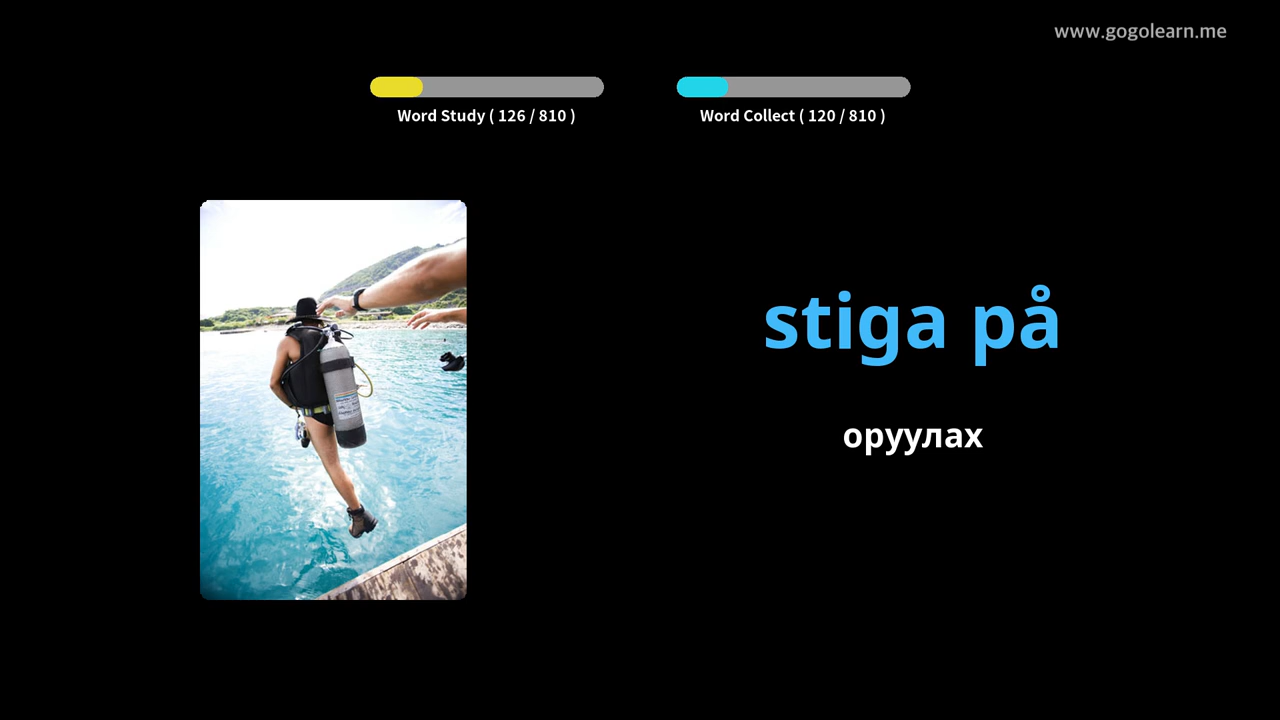 www.gogolearn.me
Word Study ( 126 / 810 )
Word Collect ( 120 / 810 )
stiga på
оруулах